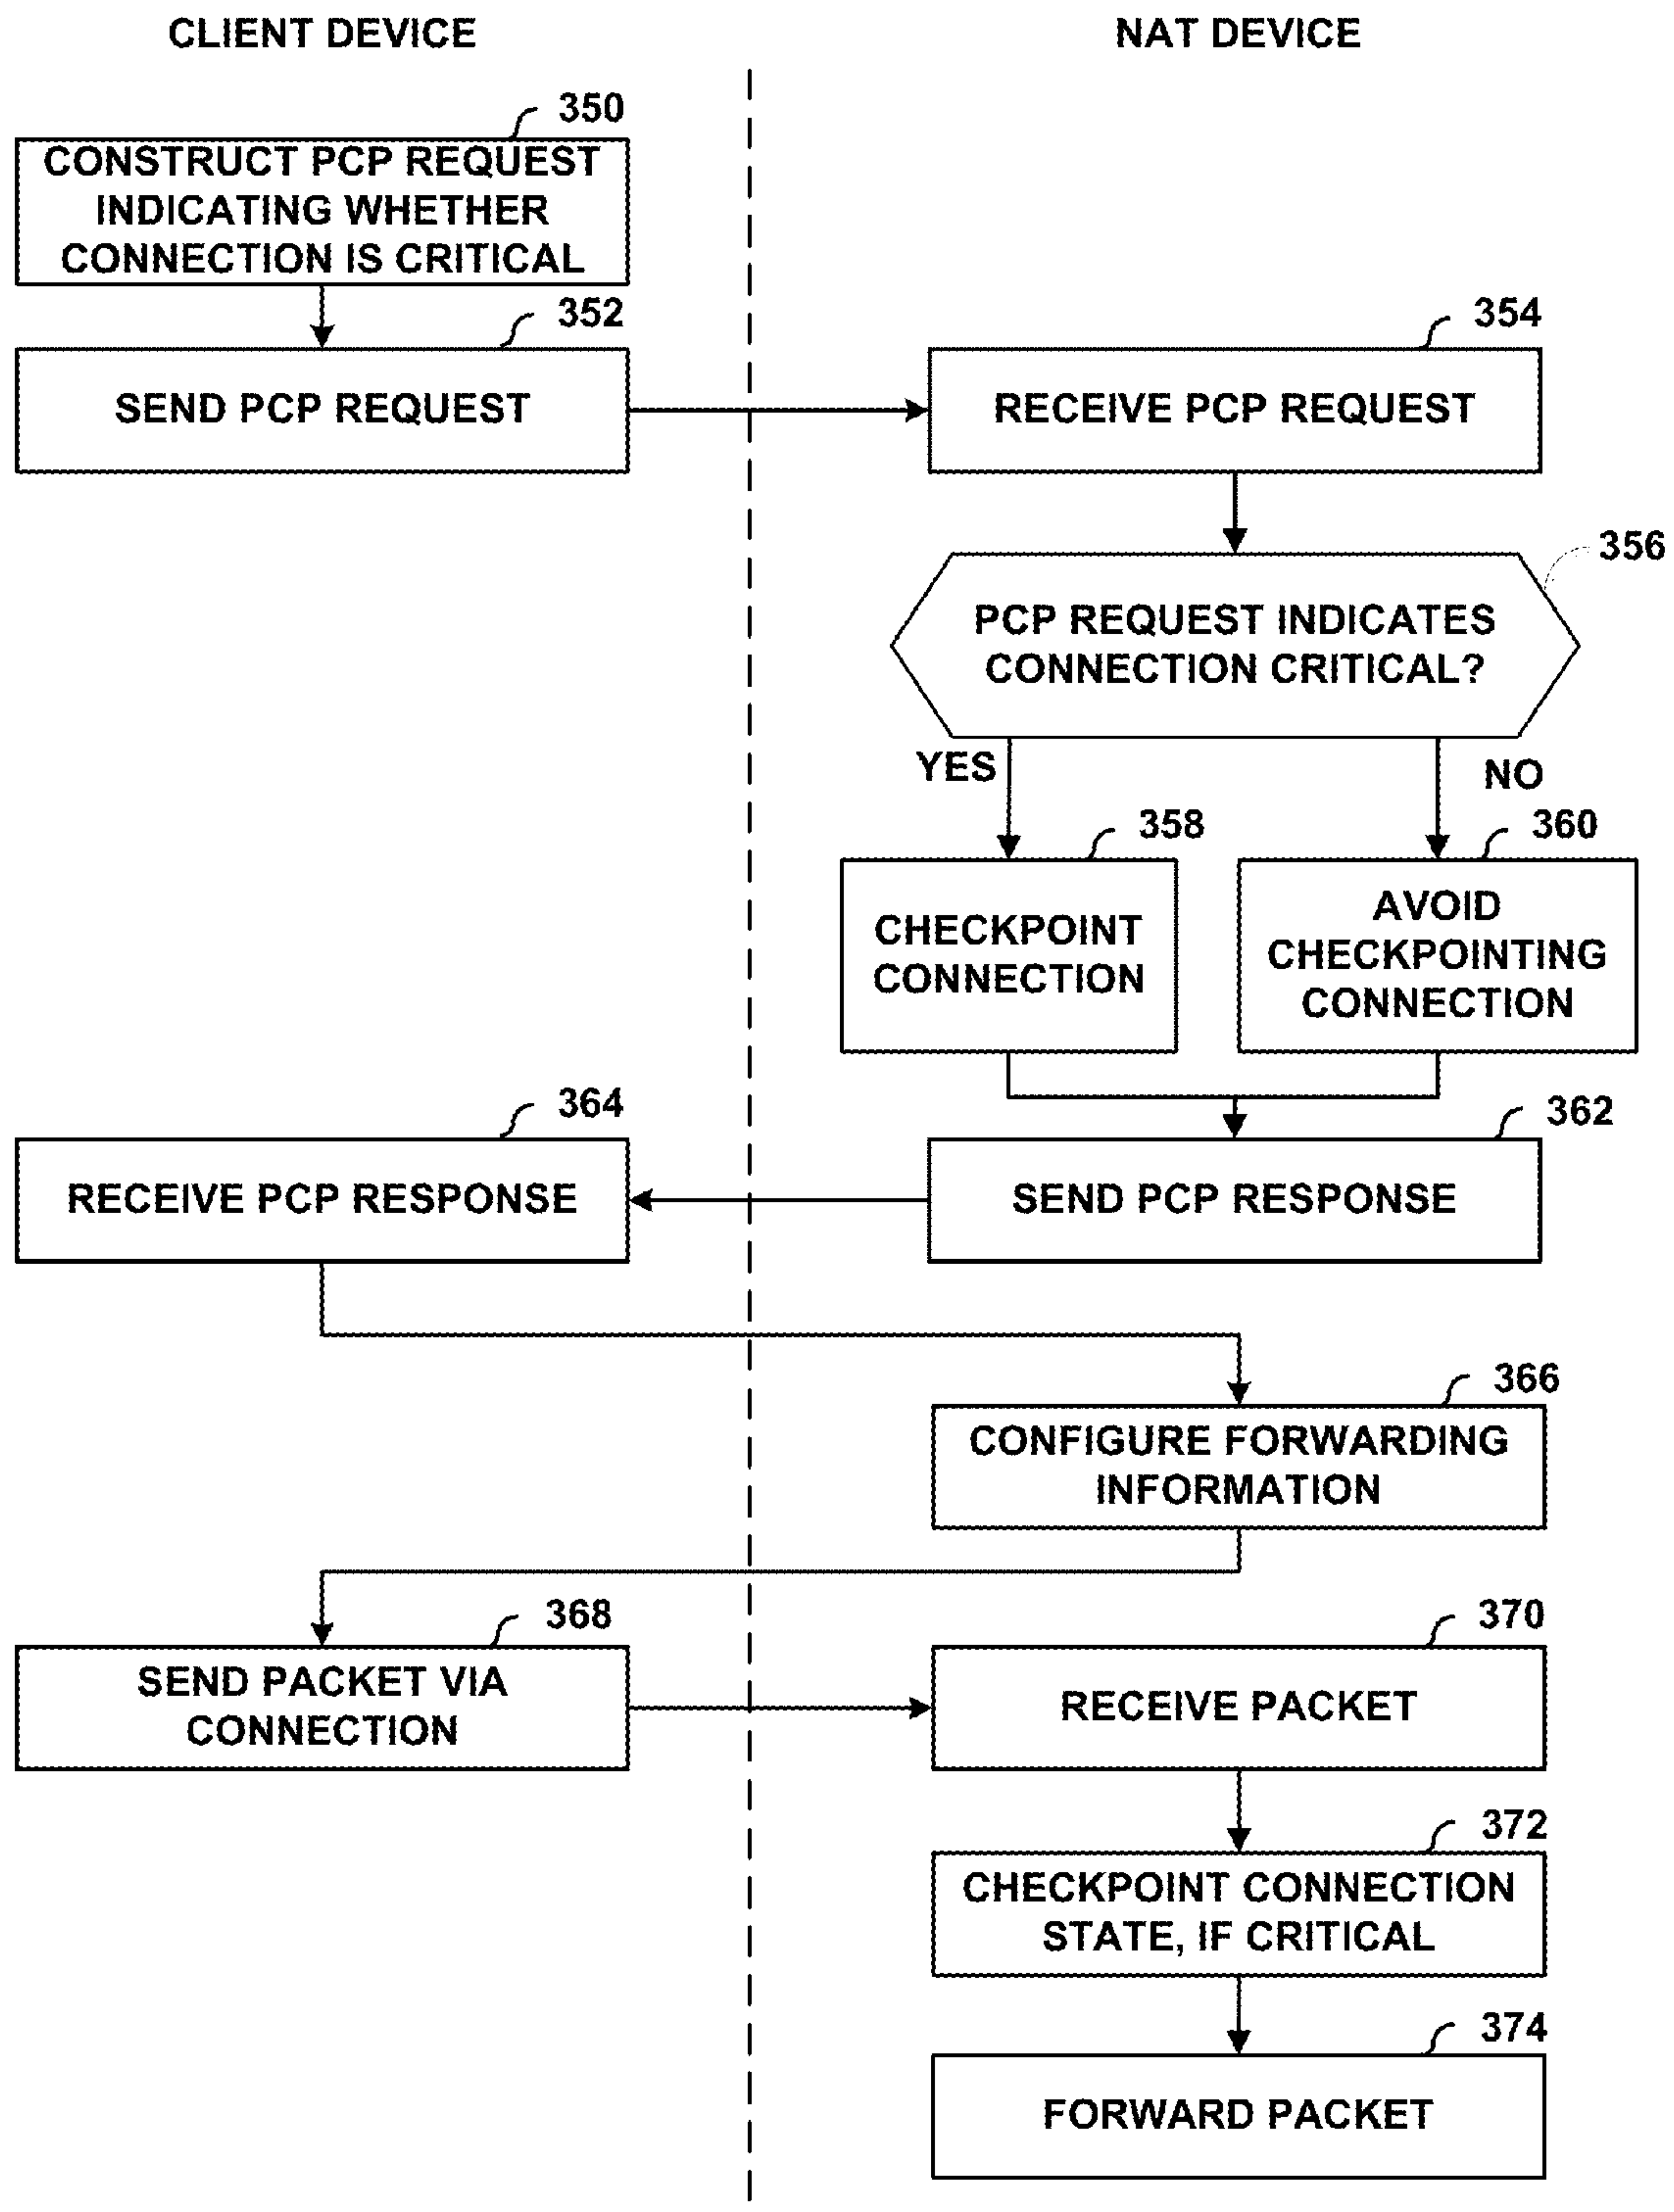 CLIENT DEVICE
NAT DEVICE
350
CONSTRUCT PCP REQUEST
INDICATING WHETHER
CONNECTION IS CRITICAL
352
SEND PCP REQUEST
354
RECEIVE PCP REQUEST
356
PCP REQUEST INDICATES
CONNECTION CRITICAL?
YES
NO
358
CHECKPOINT
CONNECTION
360
AVOID
CHECKPOINTING
CONNECTION
362
SEND PCP RESPONSE
364
RECEIVE PCP RESPONSE
366
CONFIGURE FORWARDING
INFORMATION
368
SEND PACKET VIA
CONNECTION
370
RECEIVE PACKET
372
CHECKPOINT CONNECTION
STATE, IF CRITICAL
374
FORWARD PACKET